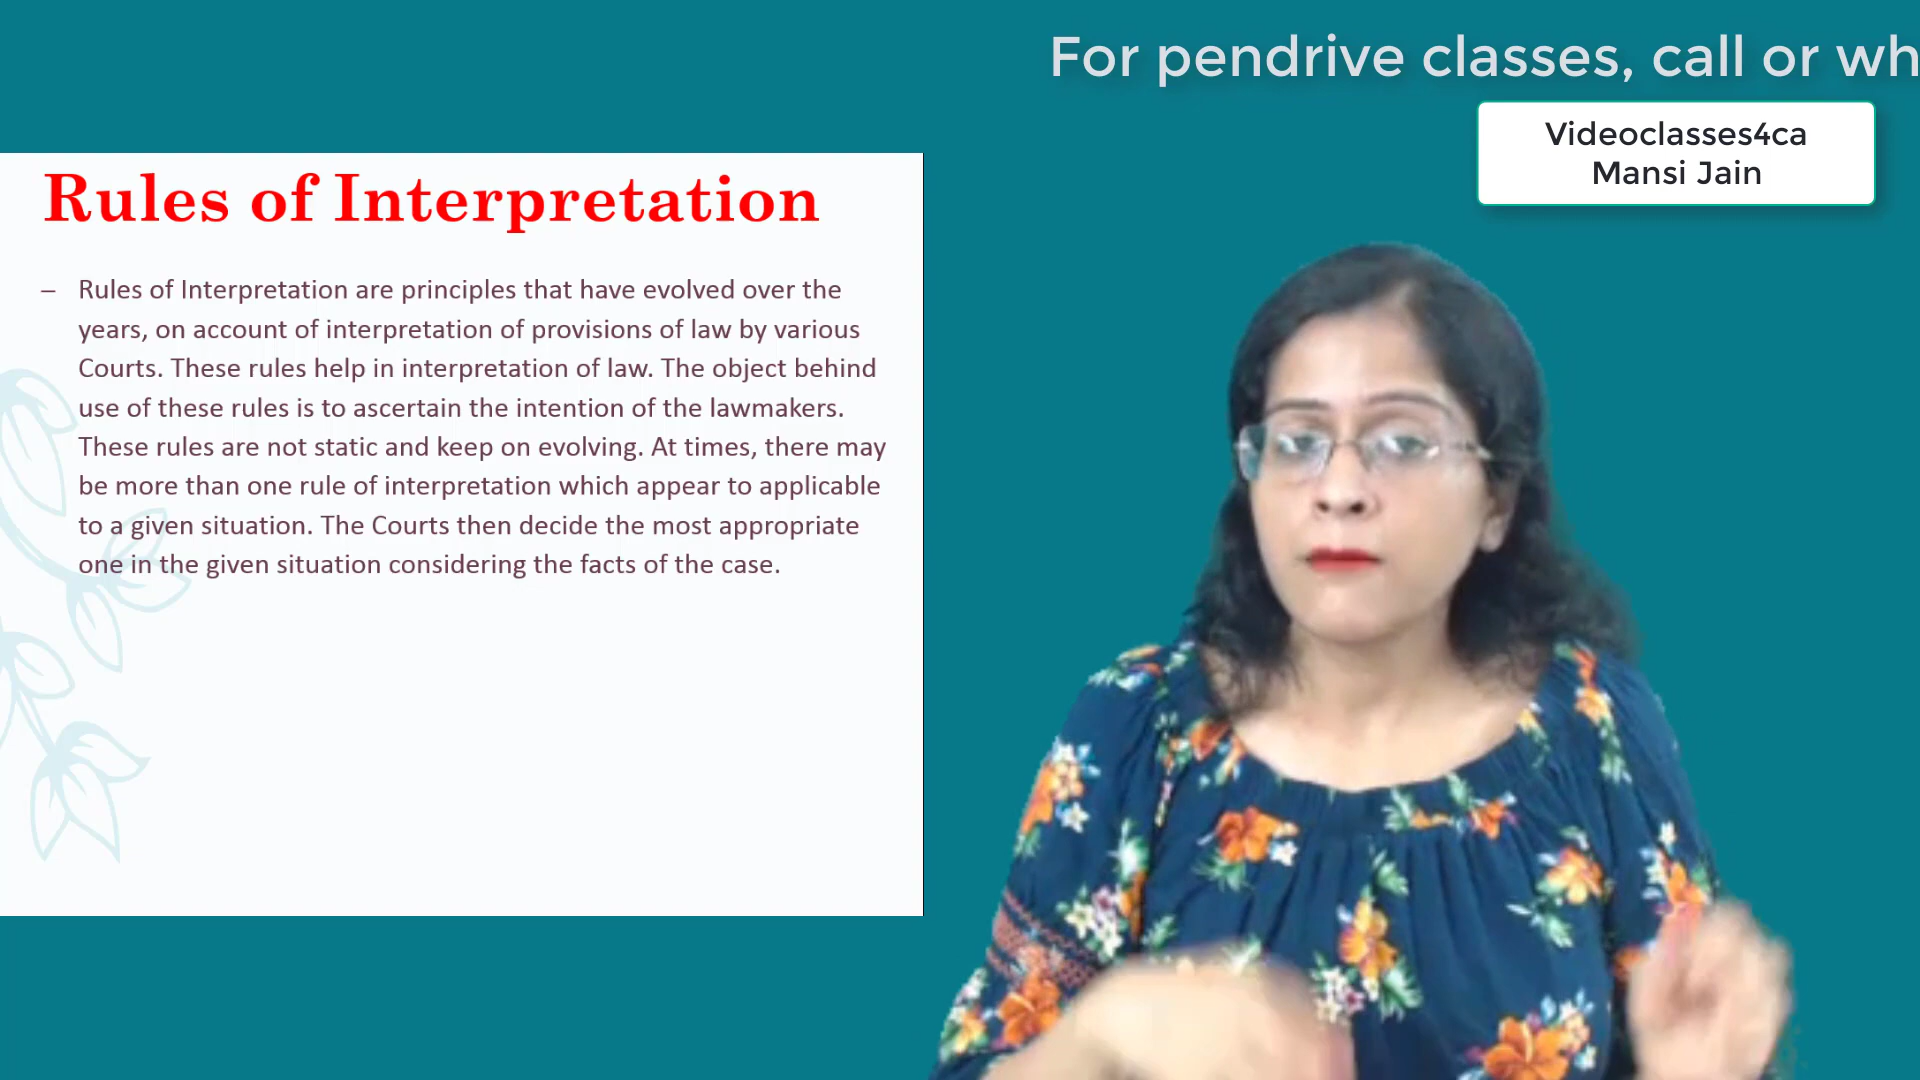 For pendrive classes, call or wh
Videoclasses4ca
Mansi Jain
Rules of Interpretation
– Rules of Interpretation are principles that have evolved over the
years, on account of interpretation of provisions of law by various
Courts. These rules help in interpretation of law. The object behind
use of these rules is to ascertain the intention of the lawmakers.
These rules are not static and keep on evolving. At times, there may
be more than one rule of interpretation which appear to applicable
to a given situation. The Courts then decide the most appropriate
one in the given situation considering the facts of the case.